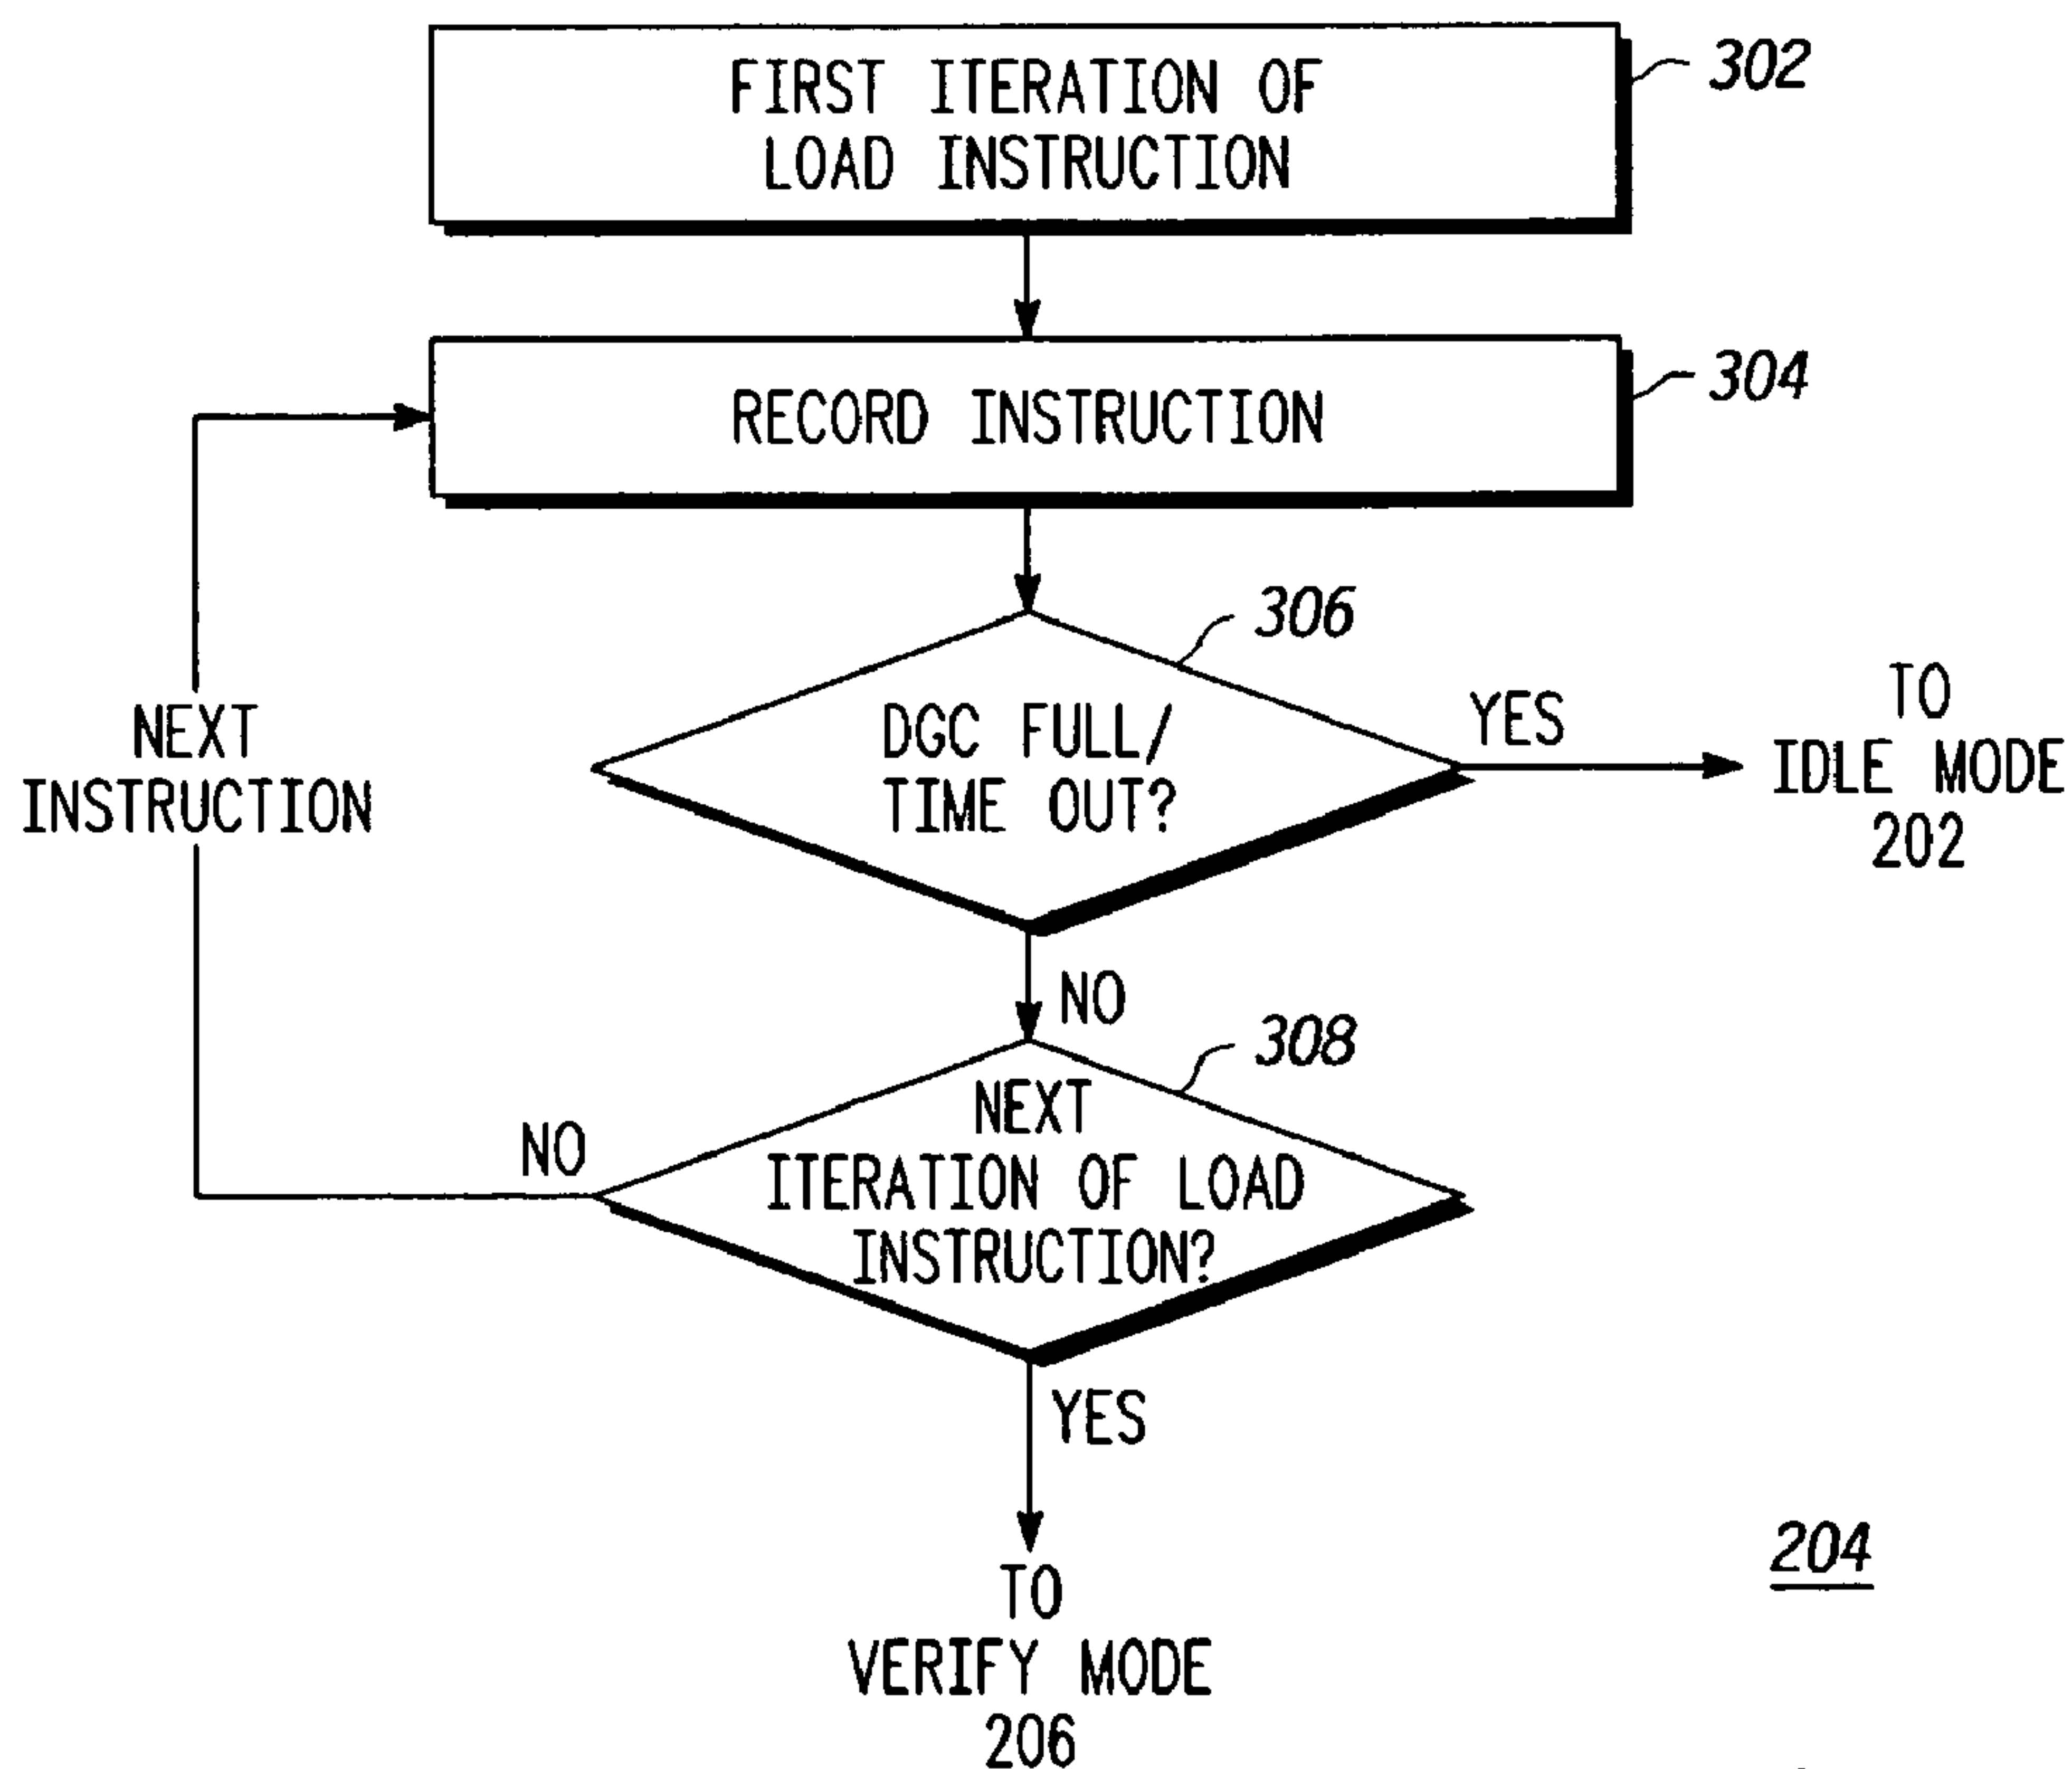 FIRST ITERATION OF
LOAD INSTRUCTION
302
RECORD INSTRUCTION
304
306
DGC FULL/
TIME OUT?
YES
TO
IDLE MODE
202
NEXT
INSTRUCTION
NO
308
NEXT
ITERATION OF LOAD
INSTRUCTION?
NO
YES
TO
VERIFY MODE
206
204